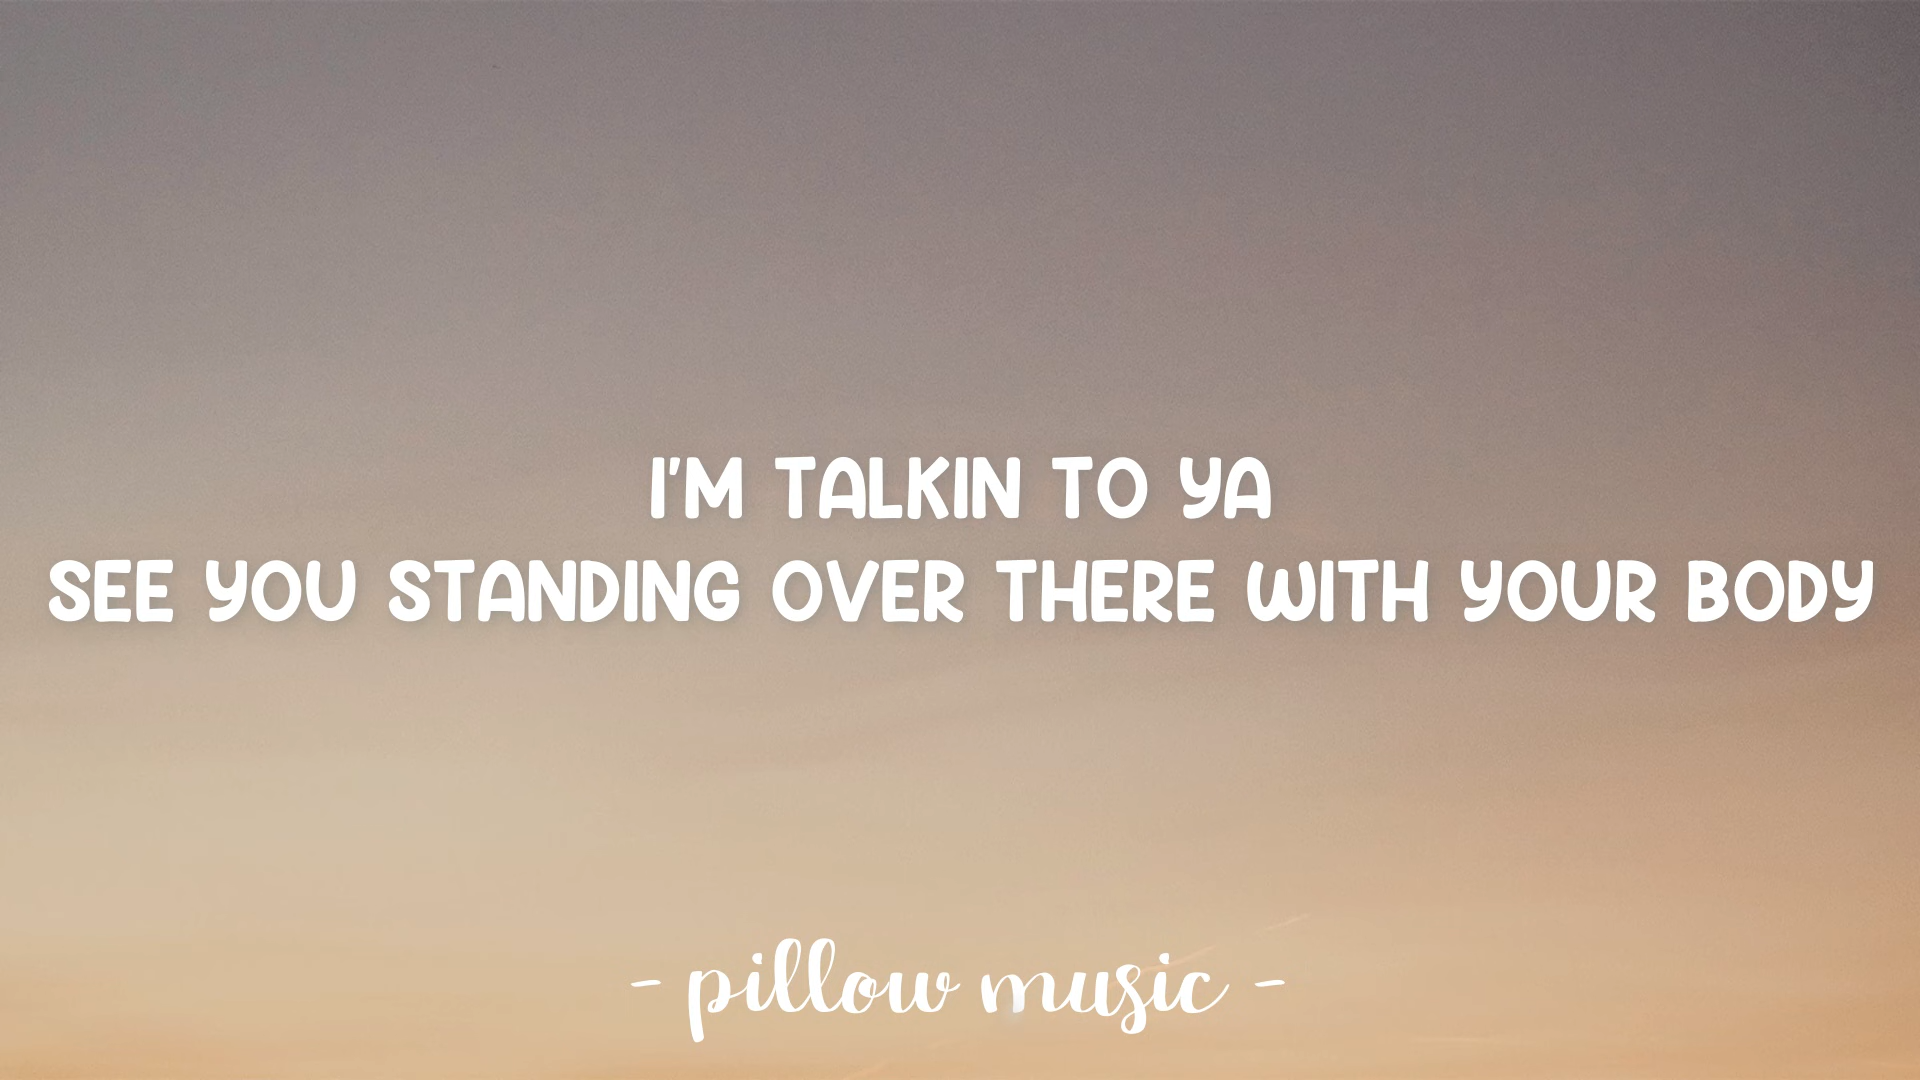 I'M TALKIN TO YA
SEE YOU STANDING OVER THERE WITH YOUR BODY
- pillow music -